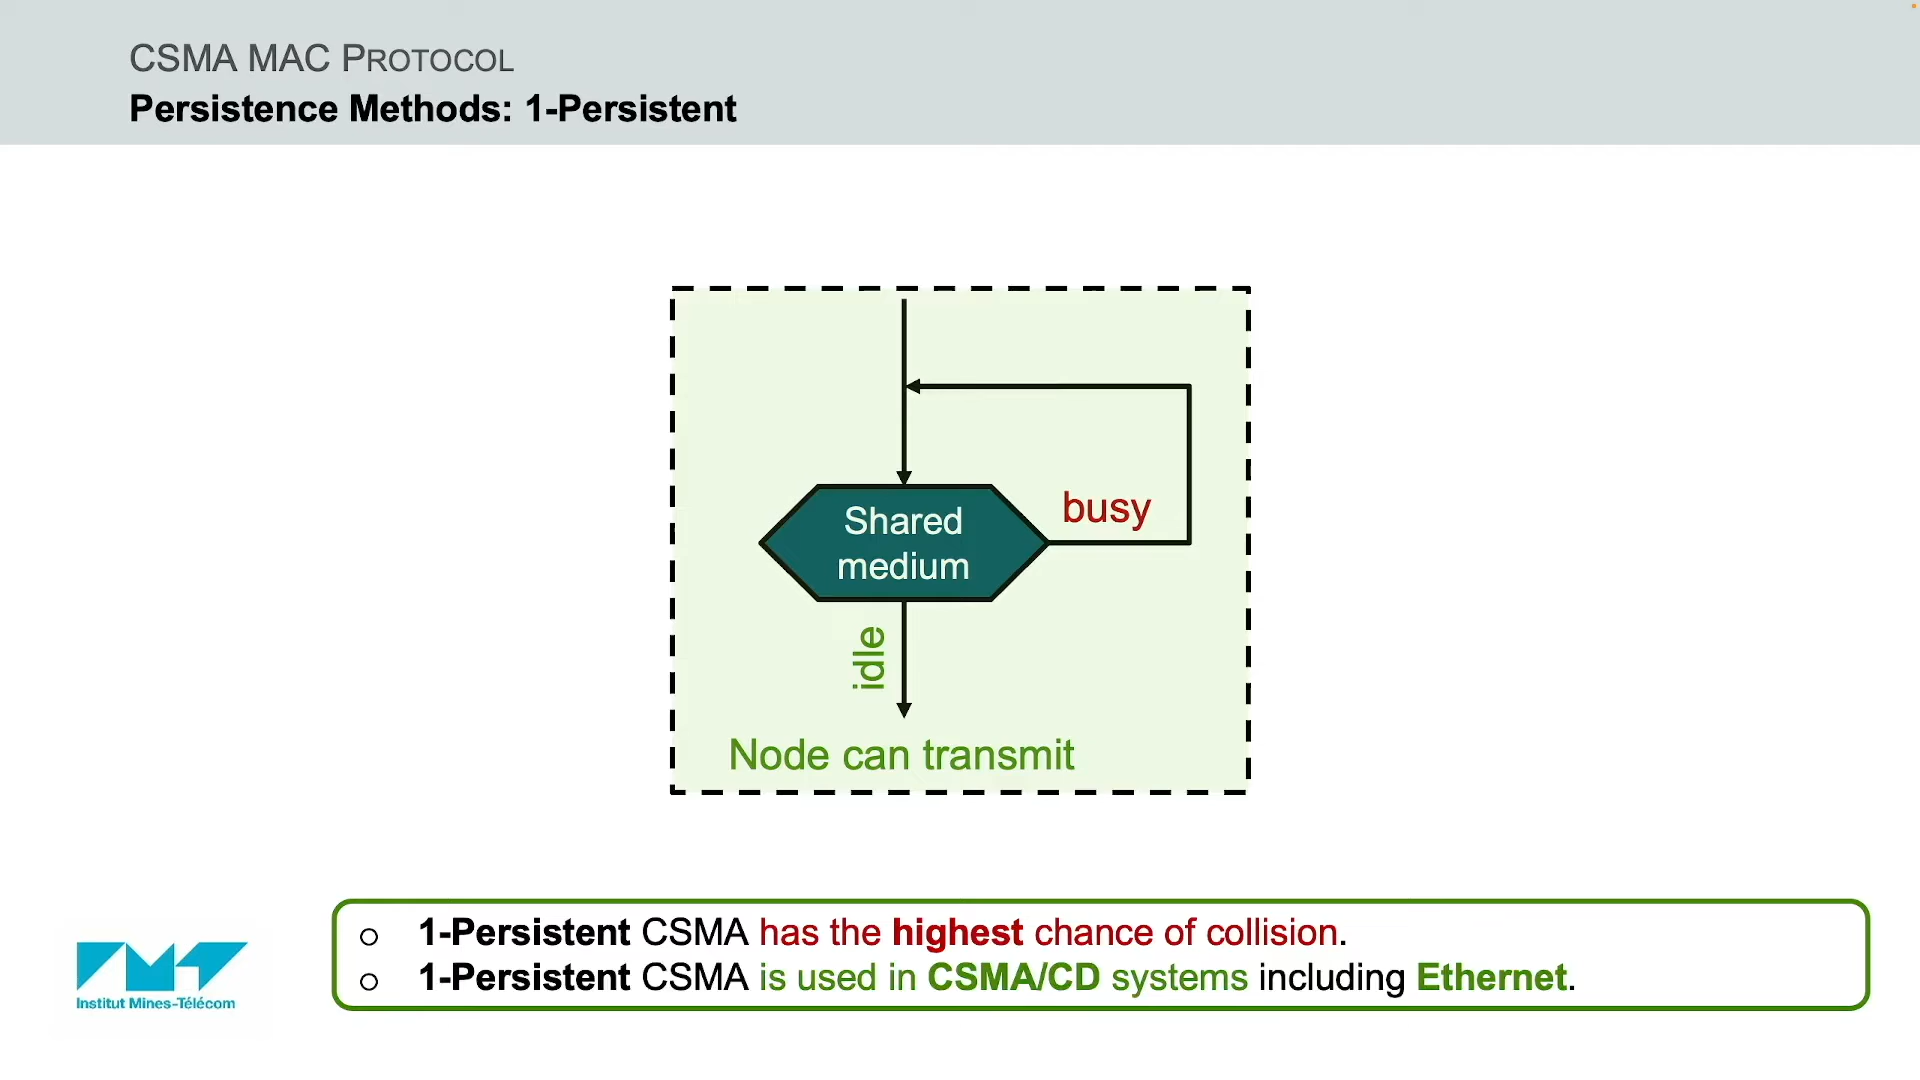 CSMA MAC PROTOCOL
Persistence Methods: 1-Persistent
busy
Shared
medium
idle
Node can transmit
o 1-Persistent CSMA has the highest chance of collision.
o 1-Persistent CSMA is used in CSMA/CD systems including Ethernet.
Institut Mines-Télécom